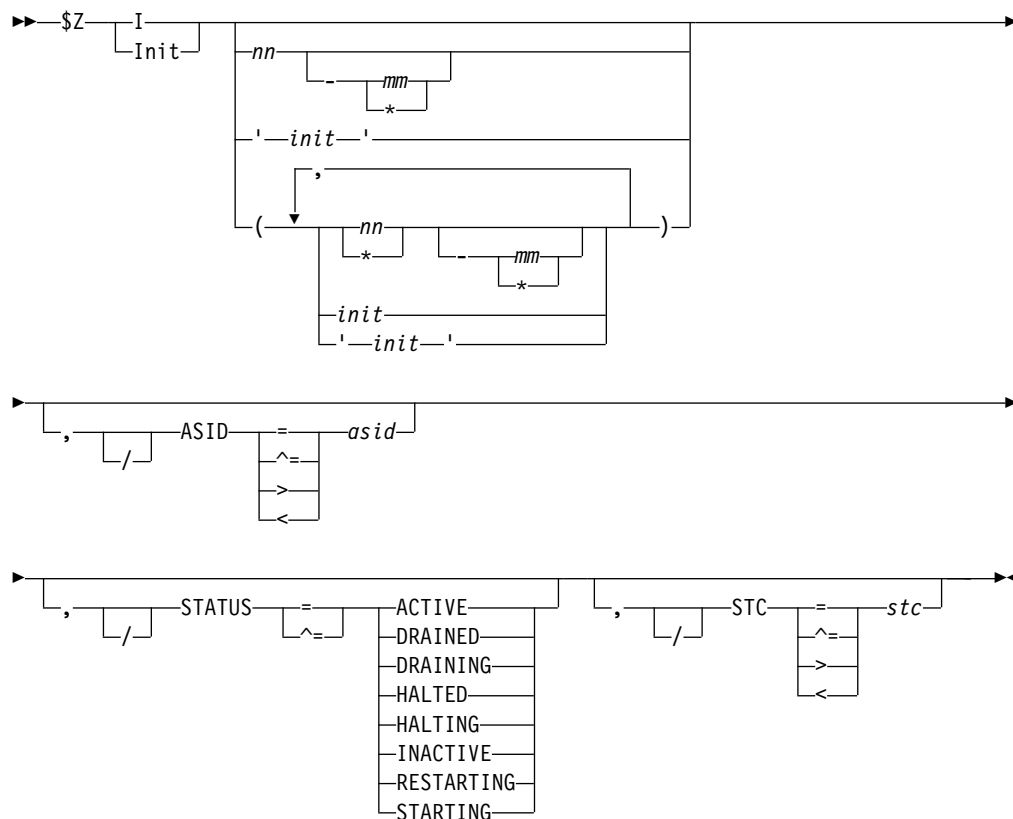 $Z I
Init
nn
- mm
*
' init '
,
( nn - mm )
* *
init
' init '
, / ASID = asid
^=
>
<
, / STATUS = ACTIVE , / STC = stc
^= DRAINED ^=
DRAINING >
HALTED <
HALTING
INACTIVE
RESTARTING
STARTING